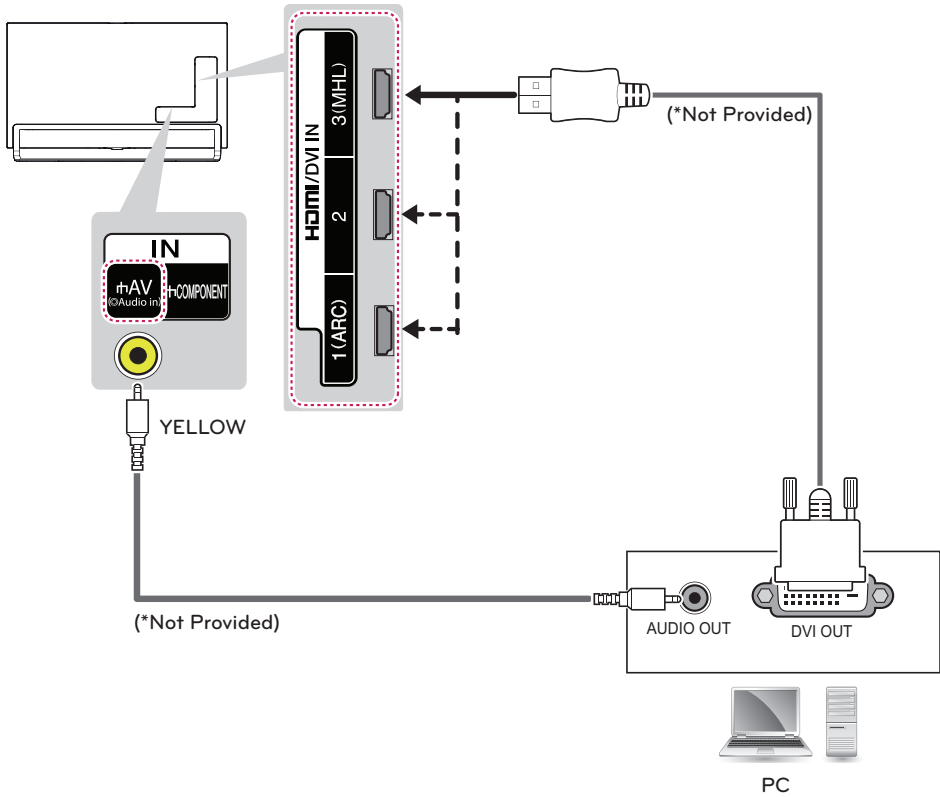 HDMI/DVI IN
3(MHL)
2
1(ARC)
(*Not Provided)
IN
AV
(Audio in)
COMPONENT
YELLOW
(*Not Provided)
AUDIO OUT
DVI OUT
PC